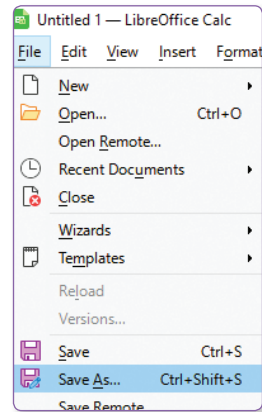 Untitled 1 — LibreOffice Calc
File Edit View Insert Format
New
Open... Ctrl+O
Open Remote...
Recent Documents
Close
Wizards
Templates
Reload
Versions...
Save Ctrl+S
Save As... Ctrl+Shift+S
Save Remote